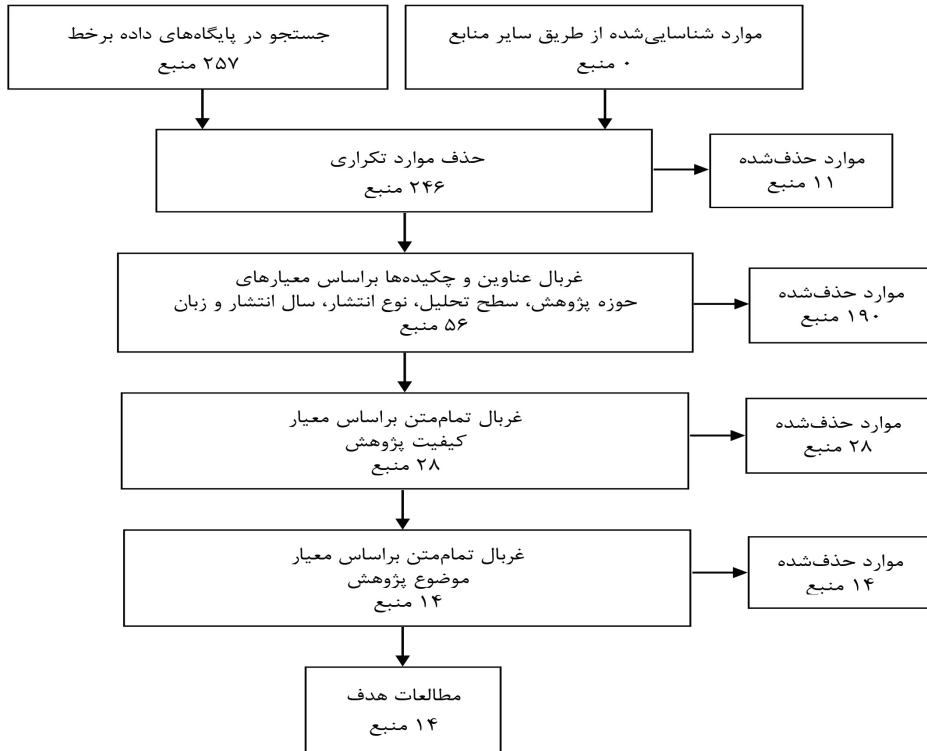 موارد شناسایی‌شده از طریق سایر منابع
۰ منبع
جستجو در پایگاه‌های داده برخط
۲۵۷ منبع
حذف موارد تکراری
۲۴۶ منبع
موارد حذف‌شده
۱۱ منبع
غربال عناوین و چکیده‌ها براساس معیارهای
حوزه پژوهش، سطح تحلیل، نوع انتشار، سال انتشار و زبان
۵۶ منبع
موارد حذف‌شده
۱۹۰ منبع
غربال تمام‌متن براساس معیار
کیفیت پژوهش
۲۸ منبع
موارد حذف‌شده
۲۸ منبع
غربال تمام‌متن براساس معیار
موضوع پژوهش
۱۴ منبع
موارد حذف‌شده
۱۴ منبع
مطالعات هدف
۱۴ منبع